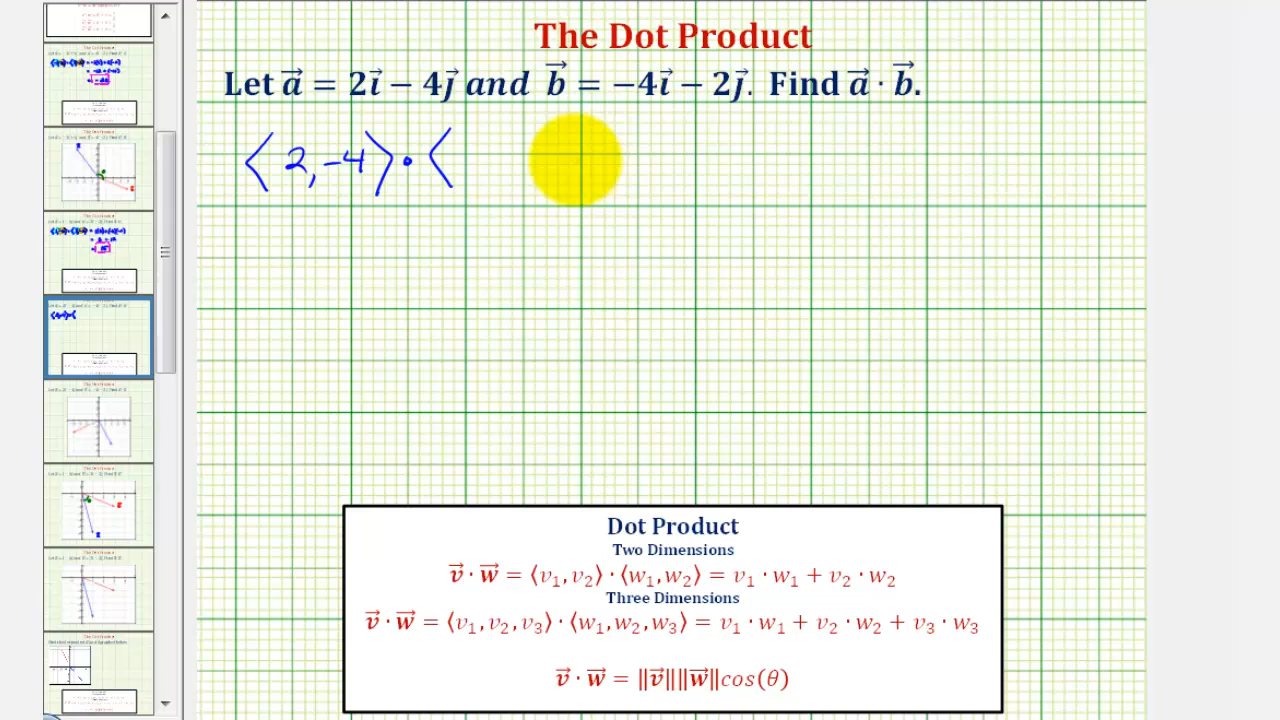 The Dot Product
Let a⃗ = 2i⃗ − 4j⃗ and b⃗ = −4i⃗ − 2j⃗. Find a⃗ · b⃗.
⟨2, -4⟩ • ⟨
Dot Product
Two Dimensions
v⃗ · w⃗ = ⟨v₁, v₂⟩ · ⟨w₁, w₂⟩ = v₁ · w₁ + v₂ · w₂
Three Dimensions
v⃗ · w⃗ = ⟨v₁, v₂, v₃⟩ · ⟨w₁, w₂, w₃⟩ = v₁ · w₁ + v₂ · w₂ + v₃ · w₃
v⃗ · w⃗ = ‖v⃗‖‖w⃗‖cos(θ)